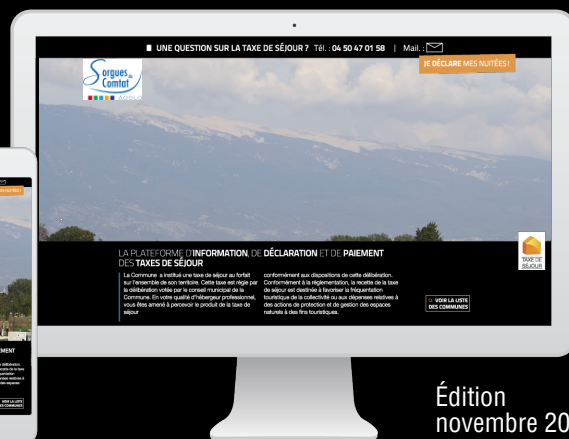 UNE QUESTION SUR LA TAXE DE SÉJOUR ? Tél. : 04 50 47 01 58 | Mail. :
JE DÉCLARE MES NUITÉES !
Sorgues du
Comtat
LA PLATEFORME D'INFORMATION, DE DÉCLARATION ET DE PAIEMENT
DES TAXES DE SÉJOUR
La Commune a institué une taxe de séjour au forfait
sur l'ensemble de son territoire. Cette taxe est régie par
la délibération votée par le conseil municipal de la
Commune. En votre qualité d'hébergeur professionnel,
vous êtes amené à percevoir le produit de la taxe de
séjour
conformément aux dispositions de cette délibération.
Conformément à la réglementation, la recette de la taxe
de séjour est destinée à favoriser la fréquentation
touristique de la collectivité ou aux dépenses relatives à
des actions de protection et de gestion des espaces
naturels à des fins touristiques.
TAXE DE
SÉJOUR
VOIR LA LISTE
DES COMMUNES
Édition
novembre 20